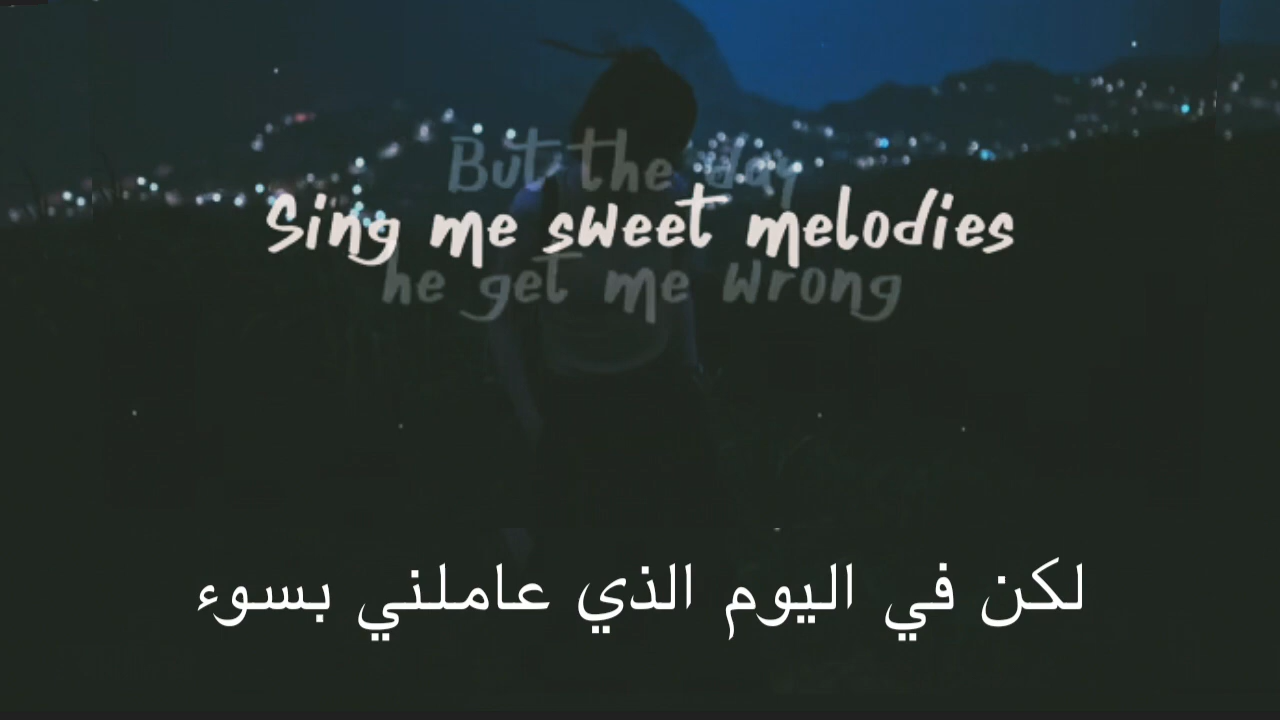 But the day
Sing me sweet melodies
he get me wrong
لكن في اليوم الذي عاملني بسوء